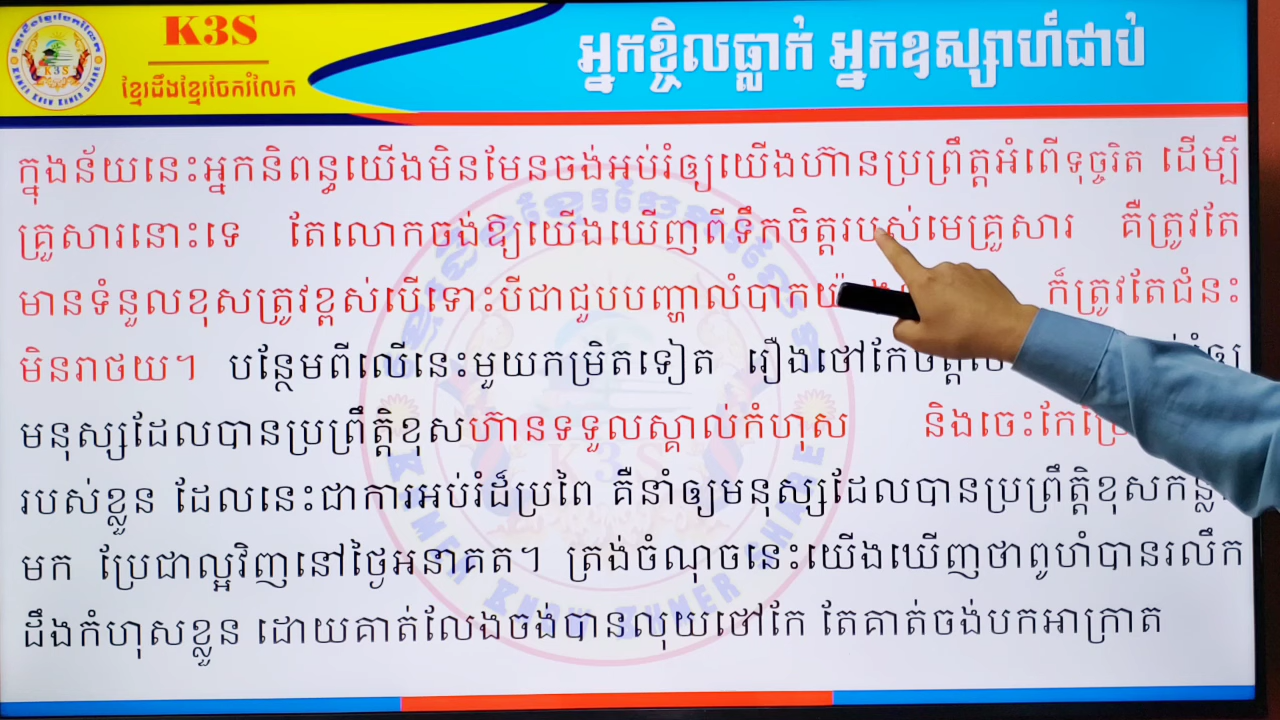 K3S
ខ្មែរដឹងខ្មែរចែករំលែក
អ្នកខ្ជិលធ្លាក់ អ្នកឧស្សាហ៍ជាប់
ក្នុងន័យនេះអ្នកនិពន្ធយើងមិនមែនចង់អប់រំឲ្យយើងហ៊ានប្រព្រឹត្តអំពើទុច្ចរិត ដើម្បី
គ្រួសារនោះទេ តែលោកចង់ឱ្យយើងឃើញពីទឹកចិត្តរបស់មេគ្រួសារ គឺត្រូវតែ
មានទំនួលខុសត្រូវខ្ពស់បើទោះបីជាជួបបញ្ហាលំបាក ក៏ត្រូវតែជំនះ
មិនរាថយ។ បន្ថែមពីលើនេះមួយកម្រិតទៀត រឿងថៅកែចិត្ត
មនុស្សដែលបានប្រព្រឹត្តិខុសហ៊ានទទួលស្គាល់កំហុស និងចេះកែប្រែ
របស់ខ្លួន ដែលនេះជាការអប់រំដ៏ប្រពៃ គឺនាំឲ្យមនុស្សដែលបានប្រព្រឹត្តិខុសកន្លង
មក ប្រែជាល្អវិញនៅថ្ងៃអនាគត។ ត្រង់ចំណុចនេះយើងឃើញថាពូហំបានរលឹក
ដឹងកំហុសខ្លួន ដោយគាត់លែងចង់បានលុយថៅកែ តែគាត់ចង់បកអាក្រាត